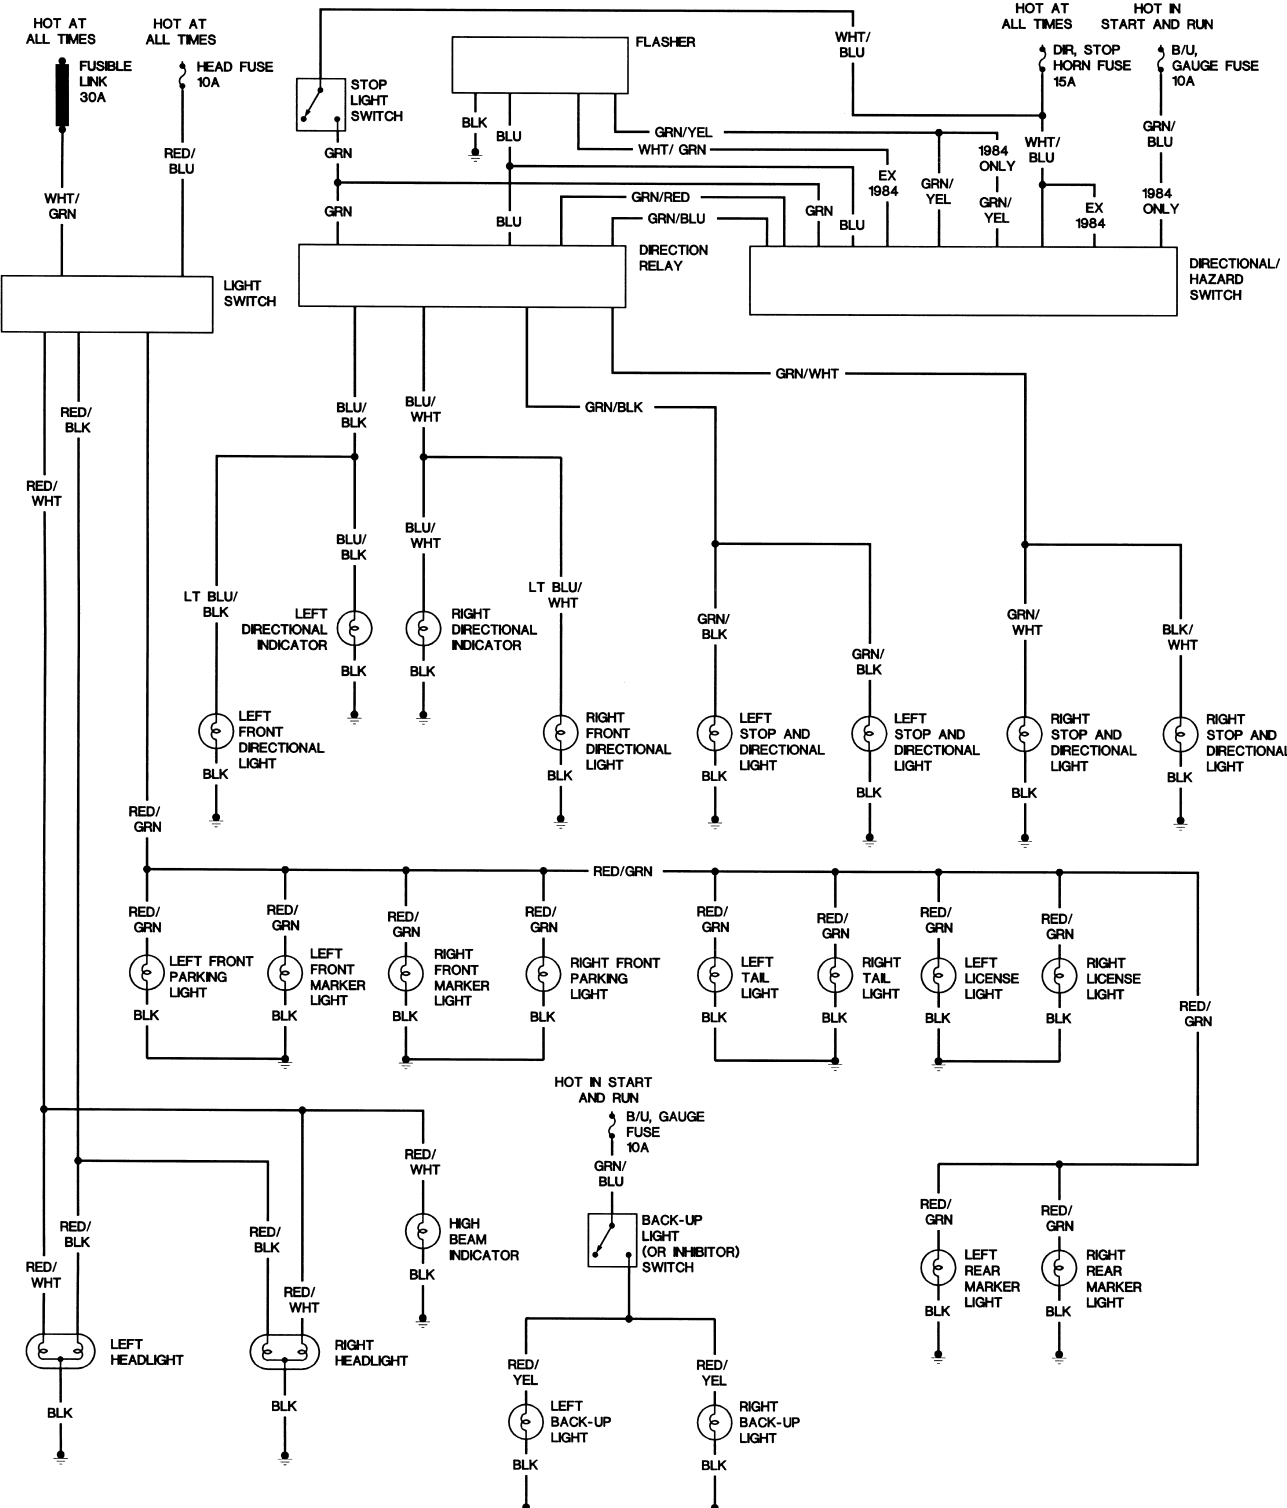 HOT AT
ALL TIMES
FUSIBLE
LINK
30A
HOT AT
ALL TIMES
HEAD FUSE
10A
STOP
LIGHT
SWITCH
FLASHER
WHT/
BLU
HOT AT
ALL TIMES
DIR, STOP
HORN FUSE
15A
HOT IN
START AND RUN
B/U,
GAUGE FUSE
10A
WHT/
GRN
RED/
BLU
GRN
GRN
BLK
BLU
BLU
GRN/YEL
WHT/ GRN
GRN/RED
GRN/BLU
GRN
BLU
EX
1984
GRN/
YEL
1984
ONLY
GRN/
YEL
WHT/
BLU
EX
1984
GRN/
BLU
1984
ONLY
LIGHT
SWITCH
DIRECTION
RELAY
DIRECTIONAL/
HAZARD
SWITCH
RED/
WHT
RED/
BLK
BLU/
BLK
BLU/
WHT
GRN/BLK
GRN/WHT
LT BLU/
BLK
BLU/
BLK
BLU/
WHT
LT BLU/
WHT
GRN/
BLK
GRN/
BLK
GRN/
WHT
BLK/
WHT
LEFT
DIRECTIONAL
INDICATOR
BLK
RIGHT
DIRECTIONAL
INDICATOR
BLK
LEFT
FRONT
DIRECTIONAL
LIGHT
BLK
RIGHT
FRONT
DIRECTIONAL
LIGHT
BLK
LEFT
STOP AND
DIRECTIONAL
LIGHT
BLK
LEFT
STOP AND
DIRECTIONAL
LIGHT
BLK
RIGHT
STOP AND
DIRECTIONAL
LIGHT
BLK
RIGHT
STOP AND
DIRECTIONAL
LIGHT
BLK
RED/
GRN
RED/GRN
RED/
GRN
RED/
GRN
RED/
GRN
RED/
GRN
RED/
GRN
RED/
GRN
RED/
GRN
RED/
GRN
LEFT FRONT
PARKING
LIGHT
LEFT
FRONT
MARKER
LIGHT
RIGHT
FRONT
MARKER
LIGHT
RIGHT FRONT
PARKING
LIGHT
LEFT
TAIL
LIGHT
RIGHT
TAIL
LIGHT
LEFT
LICENSE
LIGHT
RIGHT
LICENSE
LIGHT
BLK
BLK
BLK
BLK
BLK
BLK
BLK
BLK
RED/
GRN
HOT IN START
AND RUN
B/U, GAUGE
FUSE
10A
GRN/
BLU
BACK-UP
LIGHT
(OR INHIBITOR)
SWITCH
RED/
WHT
HIGH
BEAM
INDICATOR
BLK
RED/
BLK
RED/
WHT
RED/
BLK
RED/
WHT
LEFT
HEADLIGHT
BLK
RIGHT
HEADLIGHT
BLK
RED/
YEL
LEFT
BACK-UP
LIGHT
BLK
RED/
YEL
RIGHT
BACK-UP
LIGHT
BLK
RED/
GRN
LEFT
REAR
MARKER
LIGHT
BLK
RED/
GRN
RIGHT
REAR
MARKER
LIGHT
BLK